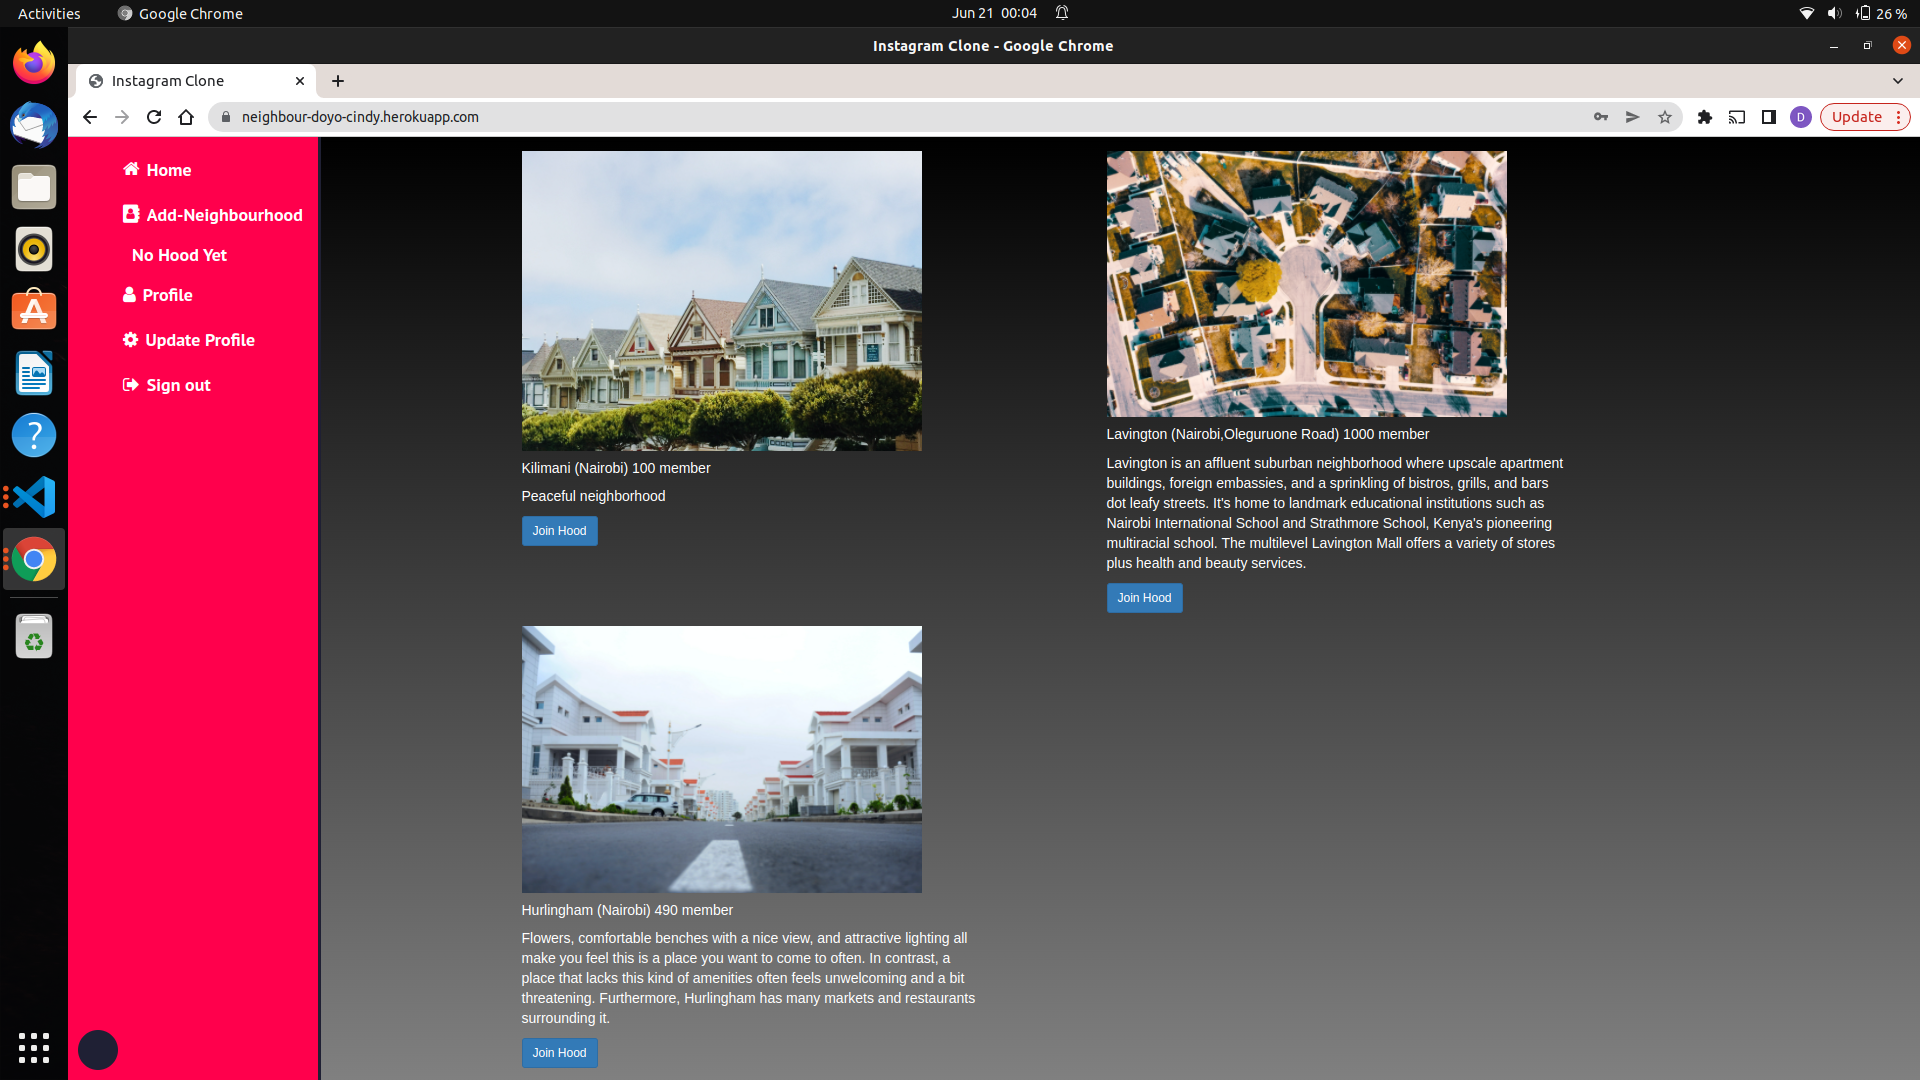 Activities
Google Chrome
Jun 21 00:04
26 %
Instagram Clone - Google Chrome
Instagram Clone
neighbour-doyo-cindy.herokuapp.com
D
Update
Home
Add-Neighbourhood
No Hood Yet
Profile
Update Profile
Sign out
Kilimani (Nairobi) 100 member
Peaceful neighborhood
Join Hood
Lavington (Nairobi,Oleguruone Road) 1000 member
Lavington is an affluent suburban neighborhood where upscale apartment
buildings, foreign embassies, and a sprinkling of bistros, grills, and bars
dot leafy streets. It's home to landmark educational institutions such as
Nairobi International School and Strathmore School, Kenya's pioneering
multiracial school. The multilevel Lavington Mall offers a variety of stores
plus health and beauty services.
Join Hood
Hurlingham (Nairobi) 490 member
Flowers, comfortable benches with a nice view, and attractive lighting all
make you feel this is a place you want to come to often. In contrast, a
place that lacks this kind of amenities often feels unwelcoming and a bit
threatening. Furthermore, Hurlingham has many markets and restaurants
surrounding it.
Join Hood